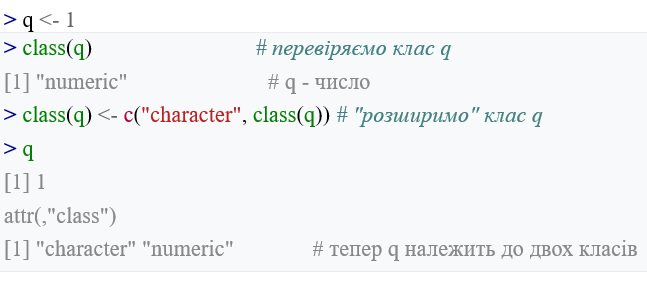 > q <- 1
> class(q) # перевіряємо клас q
[1] "numeric" # q - число
> class(q) <- c("character", class(q)) # "розширимо" клас q
> q
[1] 1
attr(,"class")
[1] "character" "numeric" # тепер q належить до двох класів